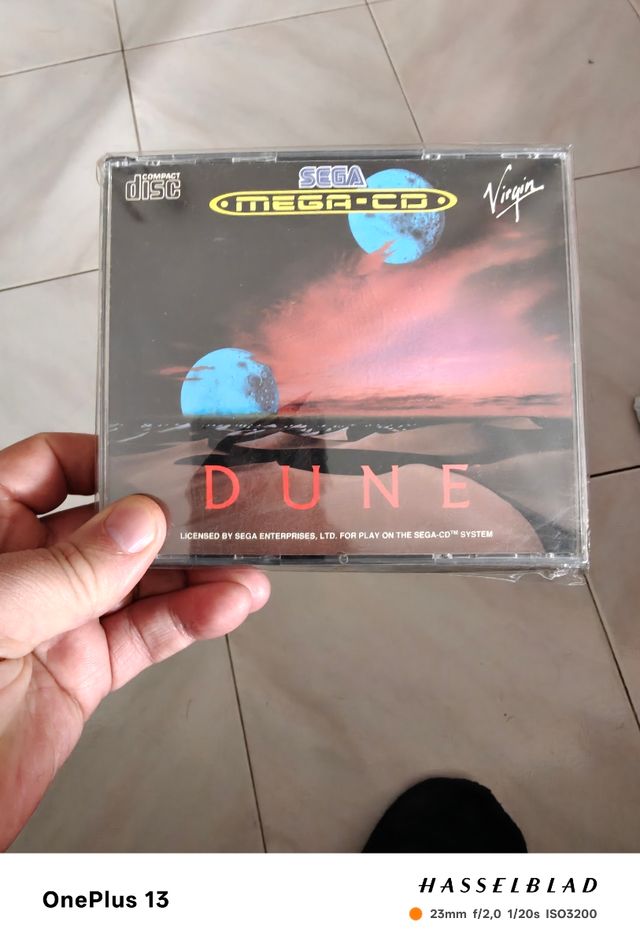 COMPACT
disc
SEGA
MEGA-CD
Virgin
DUNE
LICENSED BY SEGA ENTERPRISES, LTD. FOR PLAY ON THE SEGA-CD™ SYSTEM
OnePlus 13
HASSELBLAD
23mm f/2,0 1/20s ISO3200